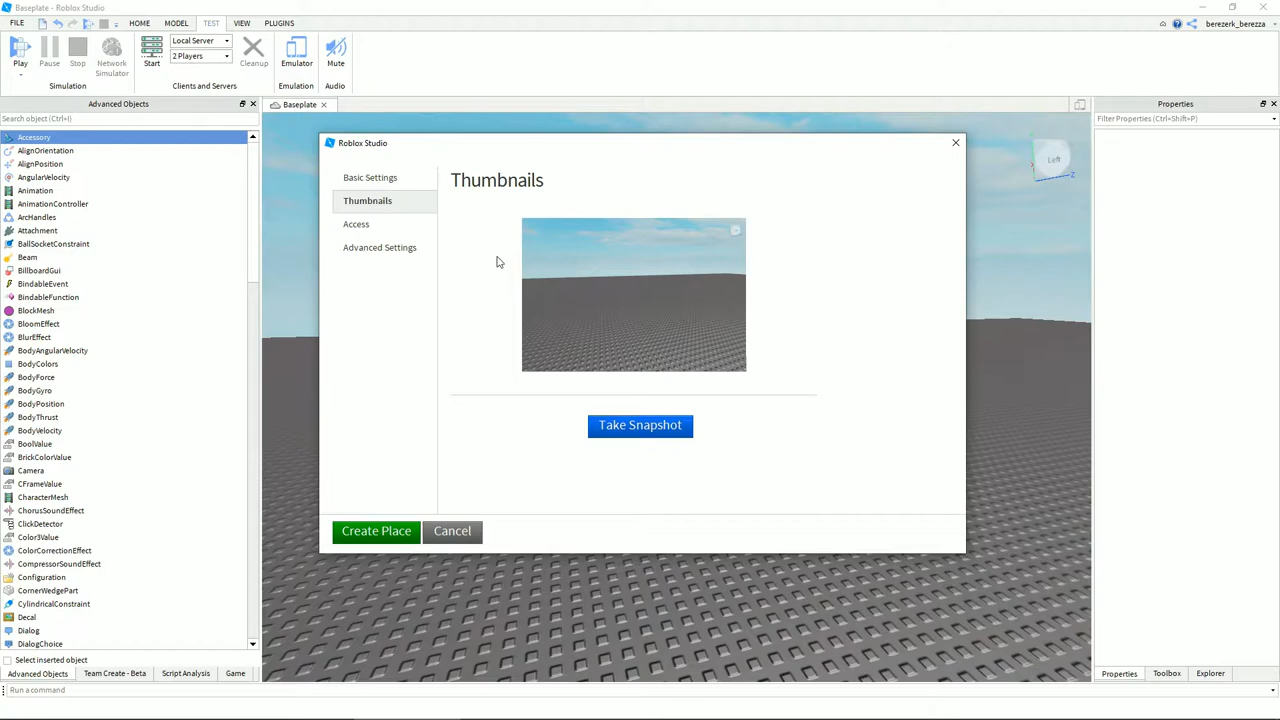 Baseplate - Roblox Studio
FILE HOME MODEL TEST VIEW PLUGINS
berezerk_berezza
Play Pause Stop Network Simulator
Simulation
Start Local Server 2 Players Cleanup
Clients and Servers
Emulator
Emulation
Mute
Audio
Advanced Objects
Search object (Ctrl+I)
Accessory
AlignOrientation
AlignPosition
AngularVelocity
Animation
AnimationController
ArcHandles
Attachment
BallSocketConstraint
Beam
BillboardGui
BindableEvent
BindableFunction
BlockMesh
BloomEffect
BlurEffect
BodyAngularVelocity
BodyColors
BodyForce
BodyGyro
BodyPosition
BodyThrust
BodyVelocity
BoolValue
BrickColorValue
Camera
CFrameValue
CharacterMesh
ChorusSoundEffect
ClickDetector
Color3Value
ColorCorrectionEffect
CompressorSoundEffect
Configuration
CornerWedgePart
CylindricalConstraint
Decal
Dialog
DialogChoice
Select inserted object
Advanced Objects Team Create - Beta Script Analysis Game
Run a command
Baseplate
Roblox Studio
Basic Settings
Thumbnails
Access
Advanced Settings
Thumbnails
Take Snapshot
Create Place Cancel
Left
Z
Properties
Filter Properties (Ctrl+Shift+P)
Properties Toolbox Explorer